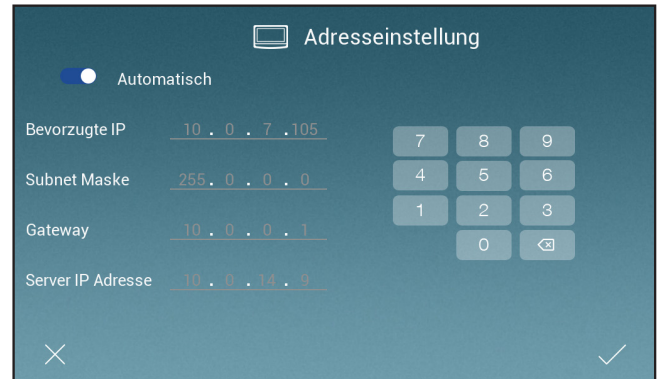 Adresseinstellung
Automatisch
Bevorzugte IP 10 . 0 . 7 .105
Subnet Maske 255. 0 . 0 . 0
Gateway 10 . 0 . 0 . 1
Server IP Adresse 10 . 0 . 14 . 9
7 8 9
4 5 6
1 2 3
0